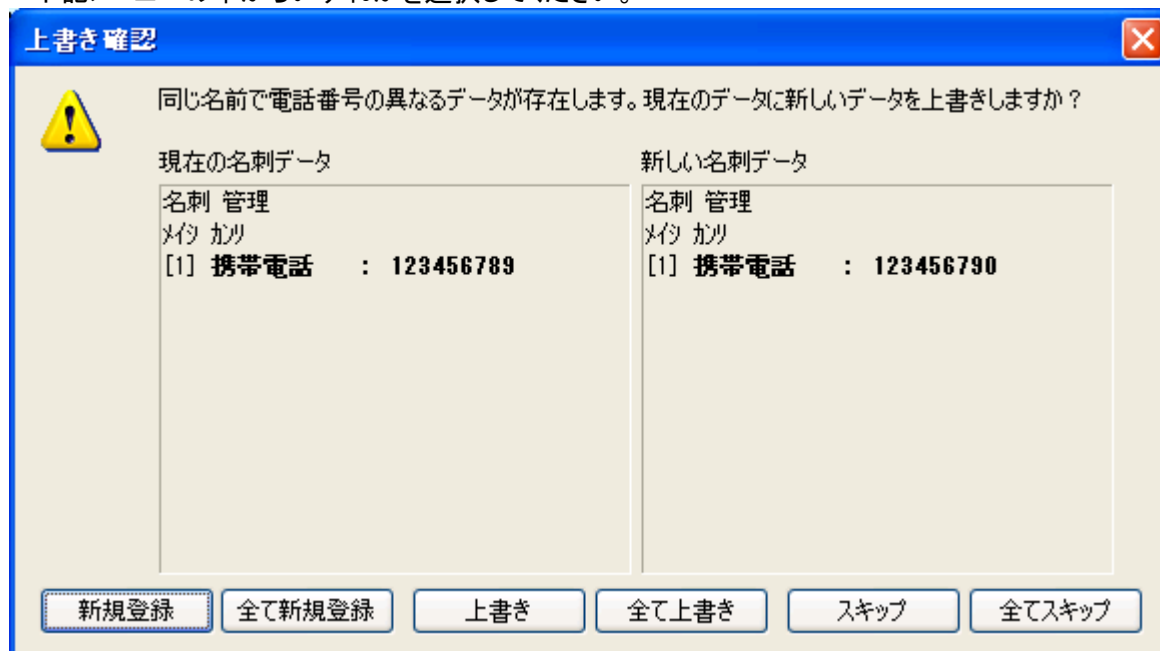 上書き確認
同じ名前で電話番号の異なるデータが存在します。現在のデータに新しいデータを上書きしますか?
現在の名刺データ
新しい名刺データ
名刺 管理
メイシ カンリ
[1] 携帯電話 : 123456789
名刺 管理
メイシ カンリ
[1] 携帯電話 : 123456790
新規登録 全て新規登録 上書き 全て上書き スキップ 全てスキップ